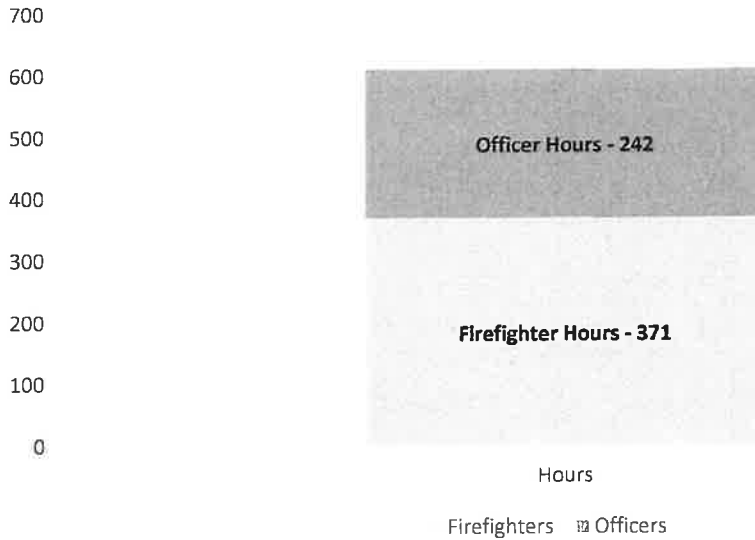 700
600
500
400
300
200
100
0
Officer Hours - 242
Firefighter Hours - 371
Hours
Firefighters Officers